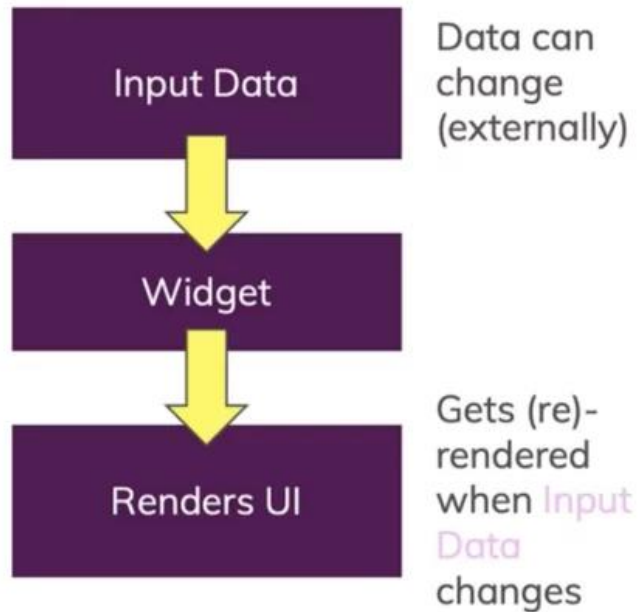 Input Data
Data can
change
(externally)
Widget
Renders UI
Gets (re)-
rendered
when Input
Data
changes